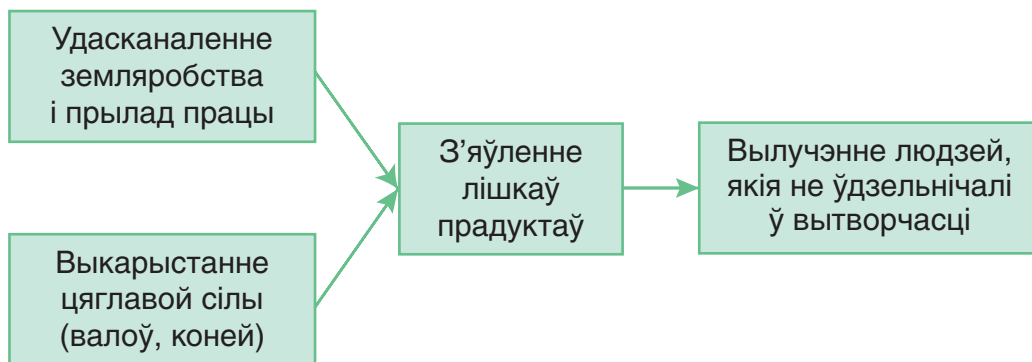 Удасканаленне
земляробства
і прылад працы
Выкарыстанне
цяглавой сілы
(валоў, коней)
З’яўленне
лішкаў
прадуктаў
Вылучэнне людзей,
якія не ўдзельнічалі
ў вытворчасці